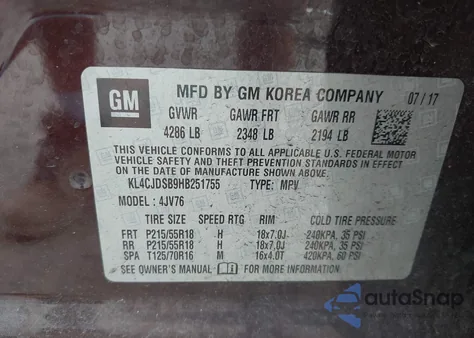 GM
MFD BY GM KOREA COMPANY 07/17
GVWR GAWR FRT GAWR RR
4286 LB 2348 LB 2194 LB
THIS VEHICLE CONFORMS TO ALL APPLICABLE U.S. FEDERAL MOTOR
VEHICLE SAFETY, BUMPER, AND THEFT PREVENTION STANDARDS IN EFFECT ON
THE DATE OF MANUFACTURE SHOWN ABOVE.
KL4CJDSB9HB251755 TYPE: MPV
MODEL: 4JV76
TIRE SIZE SPEED RTG RIM COLD TIRE PRESSURE
FRT P215/55R18 H 18x7.0J 240KPA, 35 PSI
RR P215/55R18 H 18x7.0J 240KPA, 35 PSI
SPA T125/70R16 M 16x4.0T 420KPA, 60 PSI
SEE OWNER'S MANUAL FOR MORE INFORMATION
autoSnap